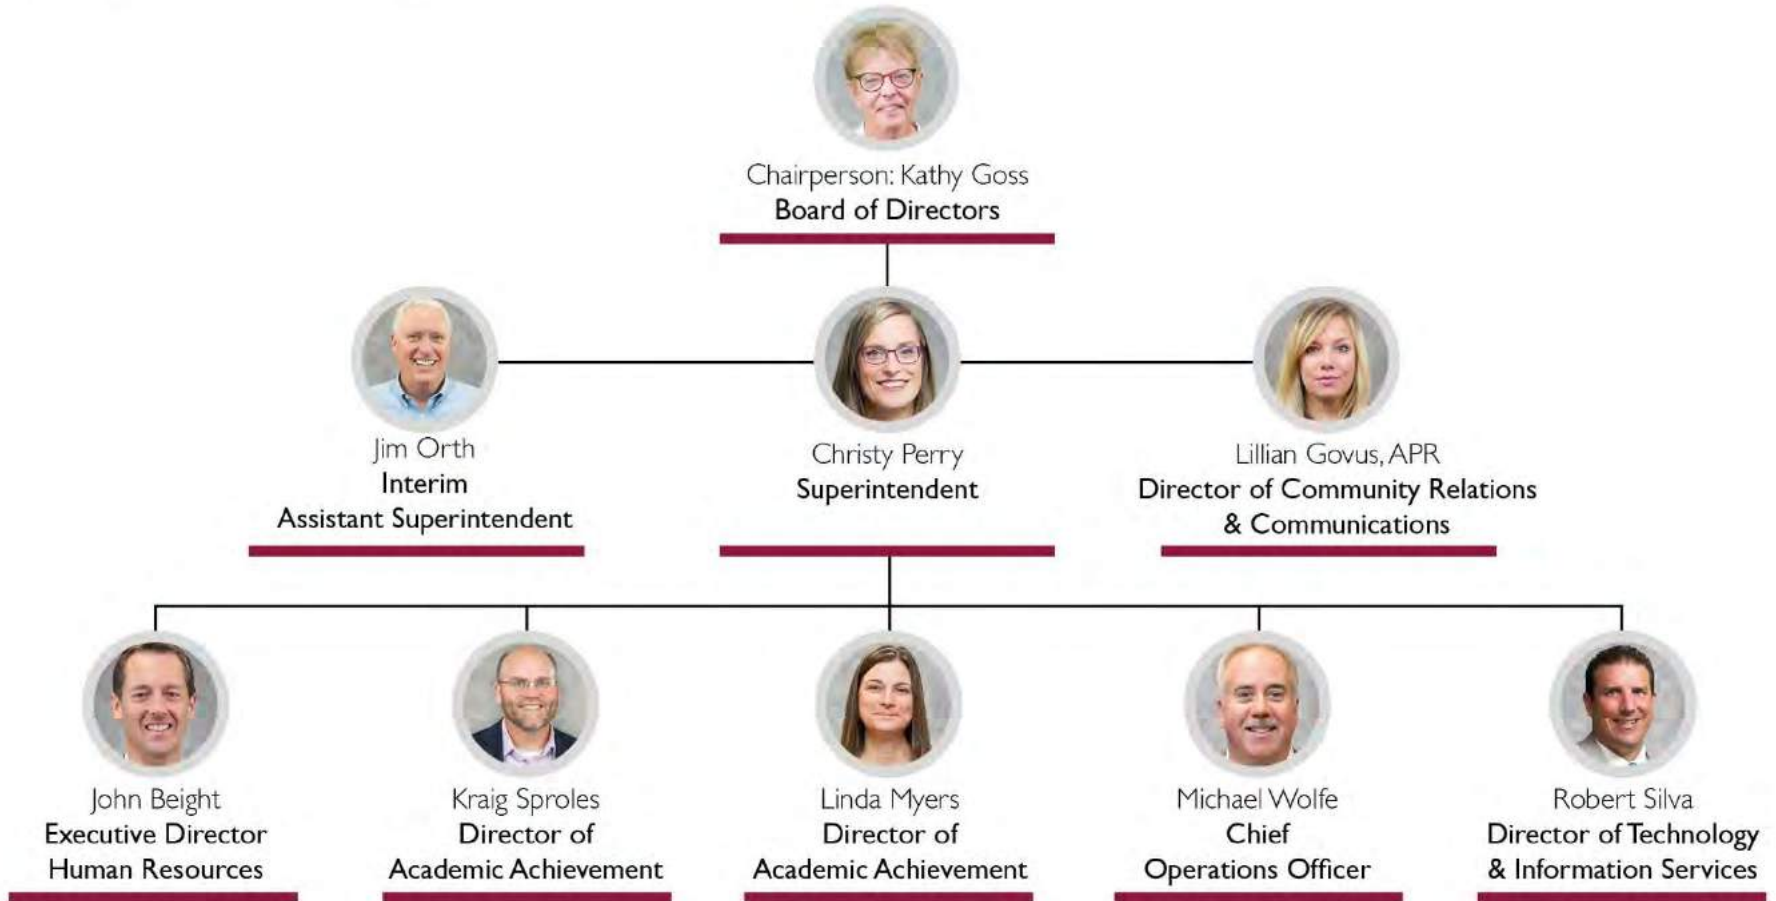 Chairperson: Kathy Goss
Board of Directors
Jim Orth
Interim
Assistant Superintendent
Christy Perry
Superintendent
Lillian Govus, APR
Director of Community Relations
& Communications
John Beight
Executive Director
Human Resources
Kraig Sproles
Director of
Academic Achievement
Linda Myers
Director of
Academic Achievement
Michael Wolfe
Chief
Operations Officer
Robert Silva
Director of Technology
& Information Services